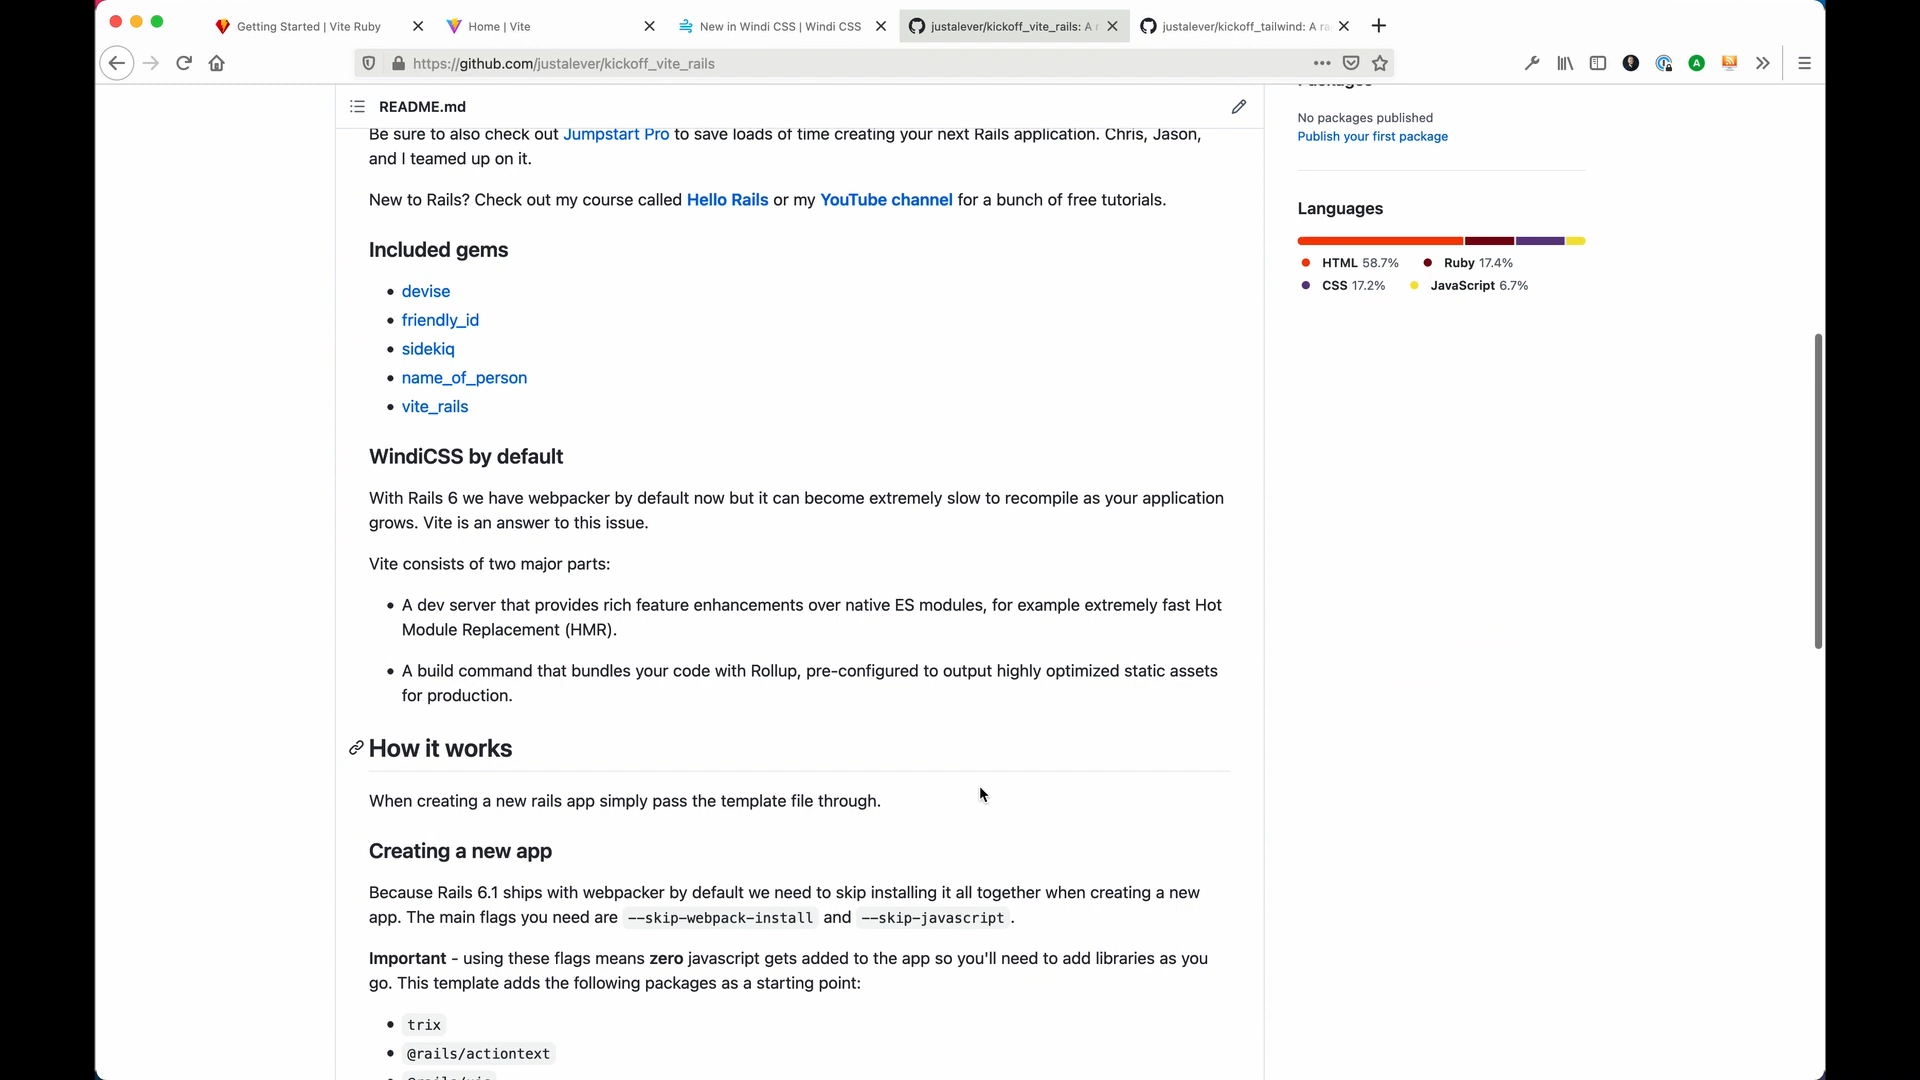 Getting Started | Vite Ruby
Home | Vite
New in Windi CSS | Windi CSS
justalever/kickoff_vite_rails: A r
justalever/kickoff_tailwind: A ra
https://github.com/justalever/kickoff_vite_rails
README.md
Be sure to also check out Jumpstart Pro to save loads of time creating your next Rails application. Chris, Jason,
and I teamed up on it.
New to Rails? Check out my course called Hello Rails or my YouTube channel for a bunch of free tutorials.
Included gems
devise
friendly_id
sidekiq
name_of_person
vite_rails
WindiCSS by default
With Rails 6 we have webpacker by default now but it can become extremely slow to recompile as your application
grows. Vite is an answer to this issue.
Vite consists of two major parts:
A dev server that provides rich feature enhancements over native ES modules, for example extremely fast Hot
Module Replacement (HMR).
A build command that bundles your code with Rollup, pre-configured to output highly optimized static assets
for production.
How it works
When creating a new rails app simply pass the template file through.
Creating a new app
Because Rails 6.1 ships with webpacker by default we need to skip installing it all together when creating a new
app. The main flags you need are --skip-webpack-install and --skip-javascript.
Important - using these flags means zero javascript gets added to the app so you'll need to add libraries as you
go. This template adds the following packages as a starting point:
trix
@rails/actiontext
Packages
No packages published
Publish your first package
Languages
HTML 58.7% Ruby 17.4%
CSS 17.2% JavaScript 6.7%